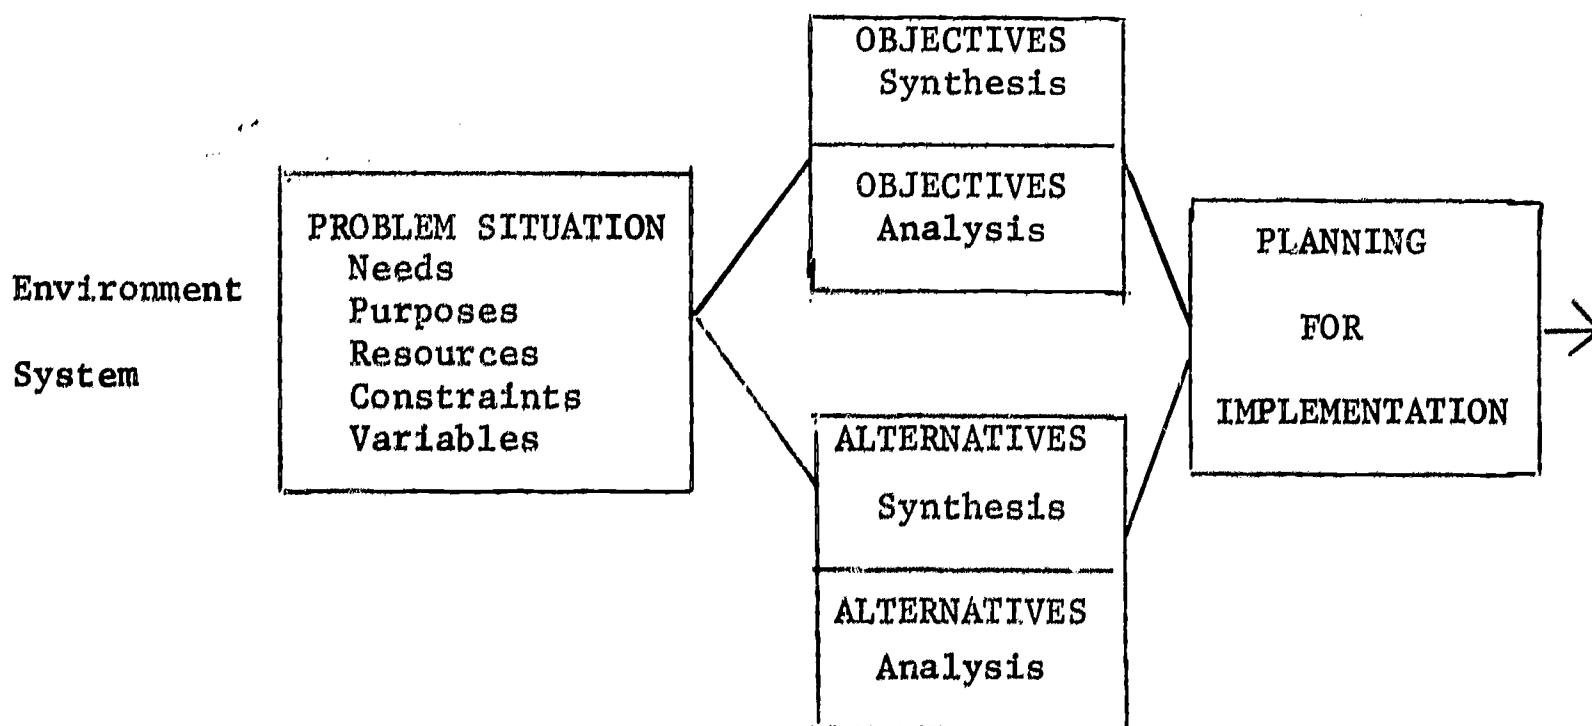 Environment
System
PROBLEM SITUATION
Needs
Purposes
Resources
Constraints
Variables
OBJECTIVES
Synthesis
OBJECTIVES
Analysis
ALTERNATIVES
Synthesis
ALTERNATIVES
Analysis
PLANNING
FOR
IMPLEMENTATION